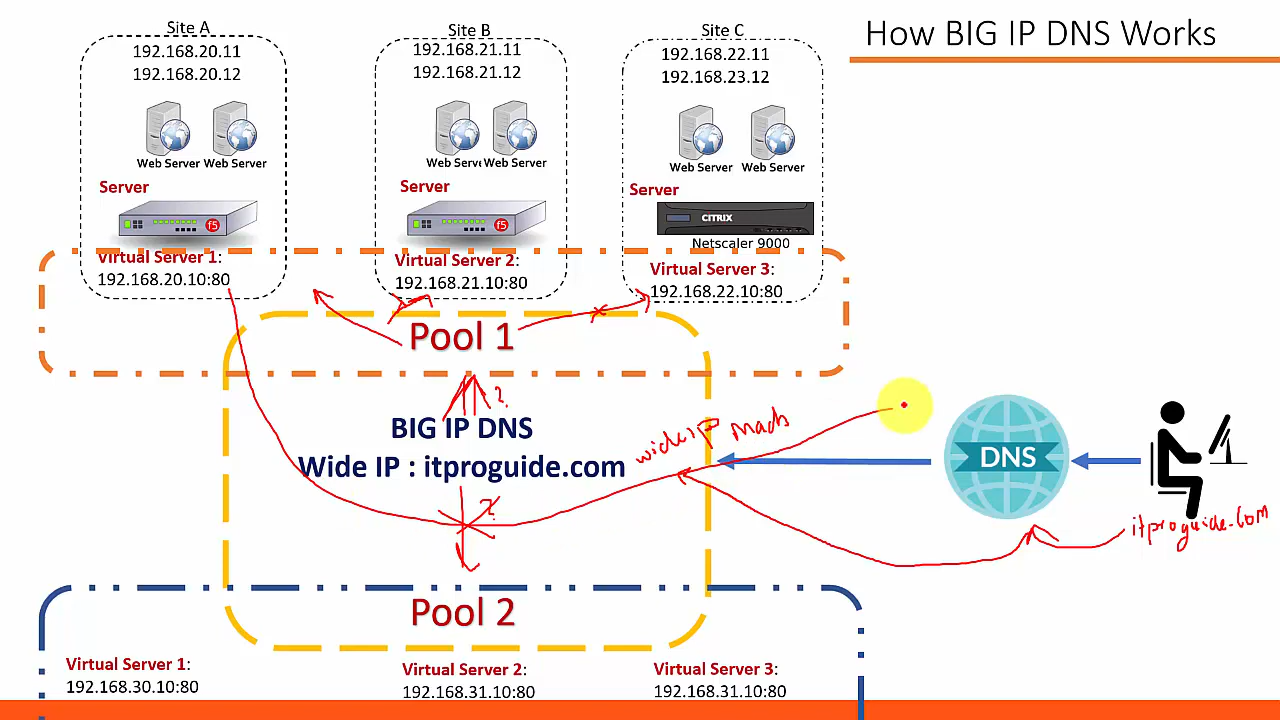 How BIG IP DNS Works
Site A
192.168.20.11
192.168.20.12
Web Server Web Server
Server
f5
Virtual Server 1:
192.168.20.10:80
Site B
192.168.21.11
192.168.21.12
Web Serve Web Server
Server
f5
Virtual Server 2:
192.168.21.10:80
Site C
192.168.22.11
192.168.23.12
Web Server Web Server
Server
CITRIX
Netscaler 9000
Virtual Server 3:
192.168.22.10:80
Pool 1
?
BIG IP DNS
Wide IP : itproguide.com
wideIP
?
DNS
itproguide.com
Pool 2
Virtual Server 1:
192.168.30.10:80
Virtual Server 2:
192.168.31.10:80
Virtual Server 3:
192.168.31.10:80